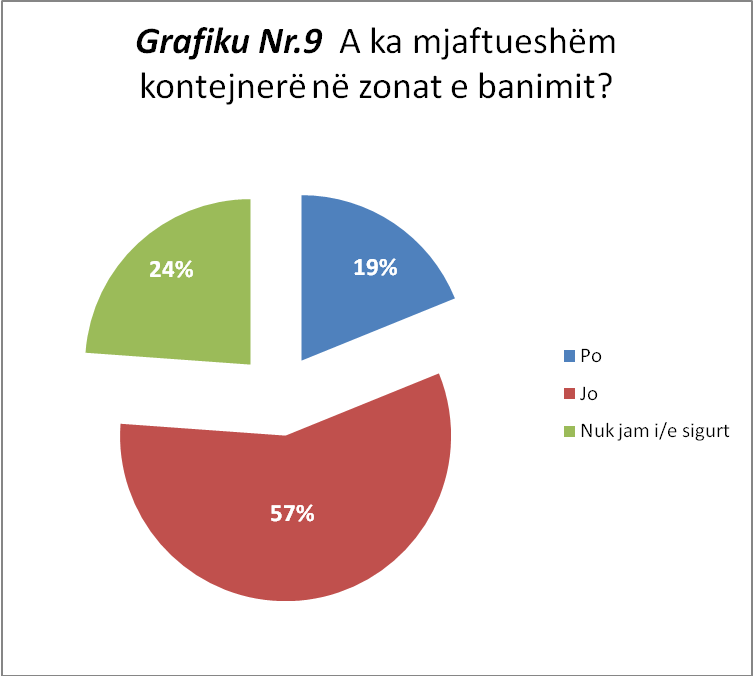 Grafiku Nr.9 A ka mjaftueshëm
kontejnerë në zonat e banimit?
24%
19%
57%
Po
Jo
Nuk jam i/e sigurt